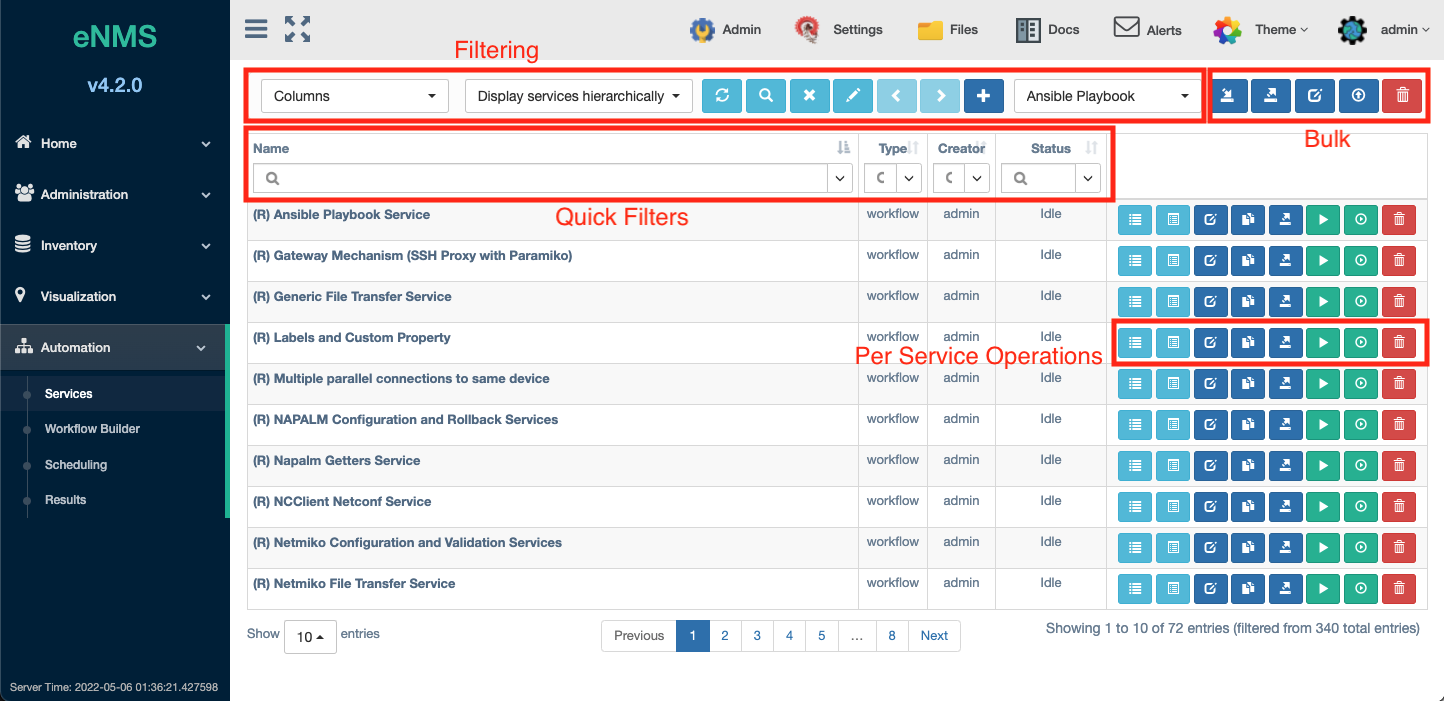 eNMS
v4.2.0
Home
Administration
Inventory
Visualization
Automation
Services
Workflow Builder
Scheduling
Results
Server Time: 2022-05-06 01:36:21.427598
Admin
Settings
Files
Docs
Alerts
Theme
admin
Filtering
Columns
Display services hierarchically
Ansible Playbook
Bulk
Name
Type
Creator
Status
Quick Filters
(R) Ansible Playbook Service workflow admin Idle
(R) Gateway Mechanism (SSH Proxy with Paramiko) workflow admin Idle
(R) Generic File Transfer Service workflow admin Idle
(R) Labels and Custom Property workflow admin Idle
Per Service Operations
(R) Multiple parallel connections to same device workflow admin Idle
(R) NAPALM Configuration and Rollback Services workflow admin Idle
(R) Napalm Getters Service workflow admin Idle
(R) NCClient Netconf Service workflow admin Idle
(R) Netmiko Configuration and Validation Services workflow admin Idle
(R) Netmiko File Transfer Service workflow admin Idle
Show 10 entries
Previous 1 2 3 4 5 … 8 Next
Showing 1 to 10 of 72 entries (filtered from 340 total entries)